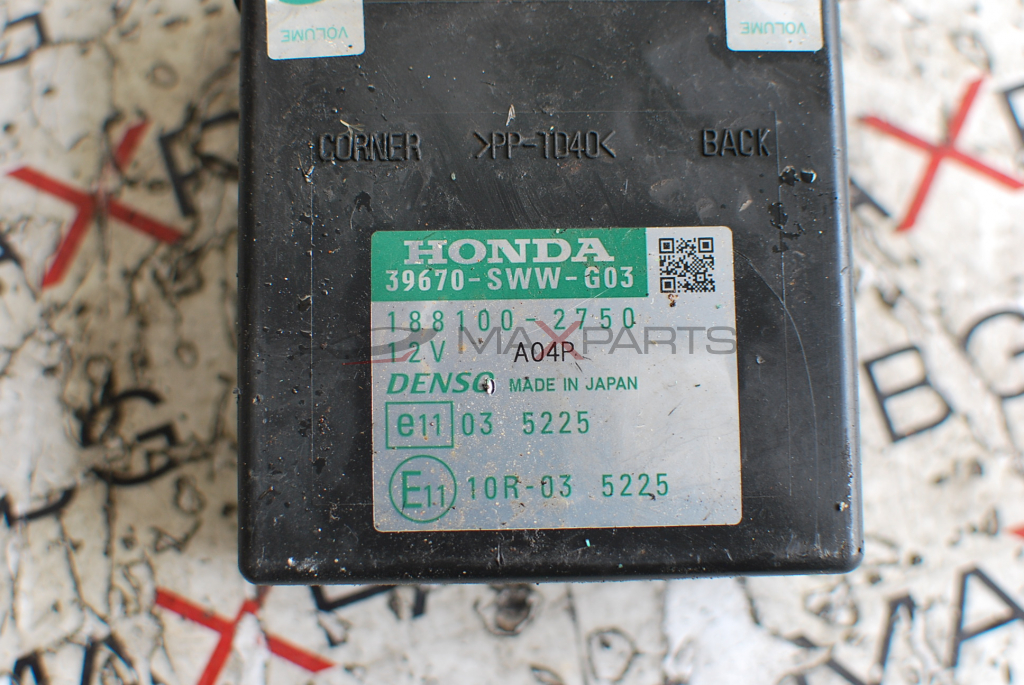 VOLUME VOLUME
CORNER >PP-TD40< BACK
HONDA
39670-SWW-G03
188100-2750
12V A04P
MAXPARTS
DENSO MADE IN JAPAN
e11 03 5225
E11 10R-03 5225